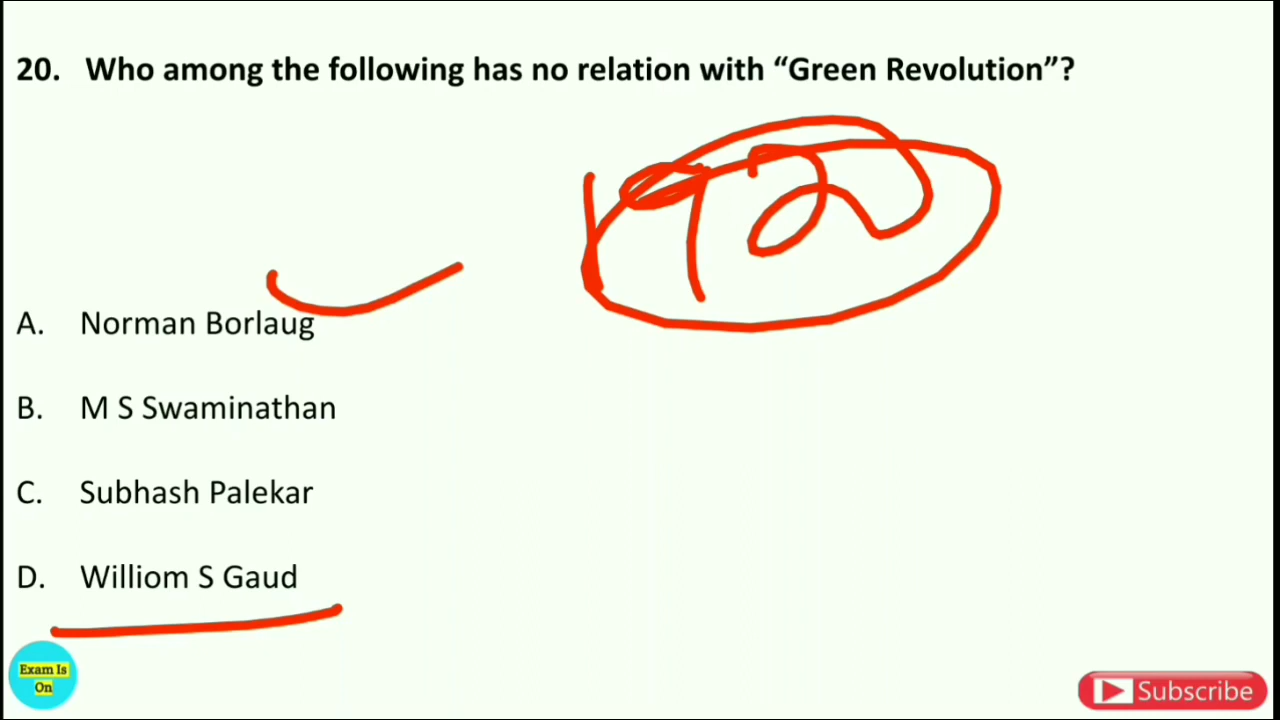 20. Who among the following has no relation with “Green Revolution”?
A. Norman Borlaug
B. M S Swaminathan
C. Subhash Palekar
D. Williom S Gaud
Exam Is
On
Subscribe